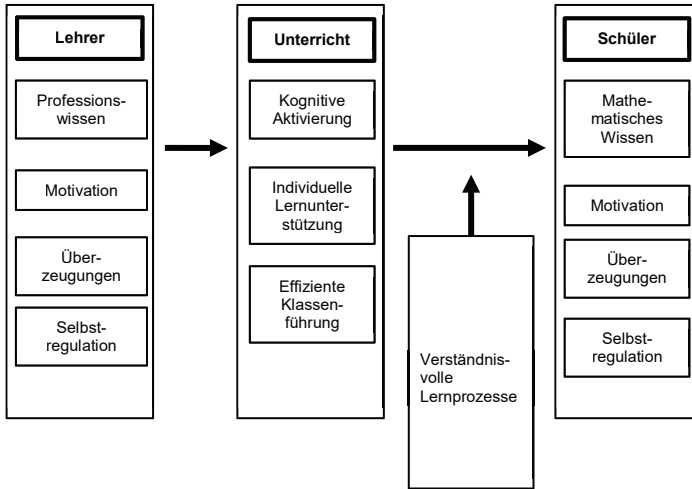 Lehrer
Professions-
wissen
Motivation
Über-
zeugungen
Selbst-
regulation
Unterricht
Kognitive
Aktivierung
Individuelle
Lernunter-
stützung
Effiziente
Klassen-
führung
Verständnis-
volle
Lernprozesse
Schüler
Mathe-
matisches
Wissen
Motivation
Über-
zeugungen
Selbst-
regulation